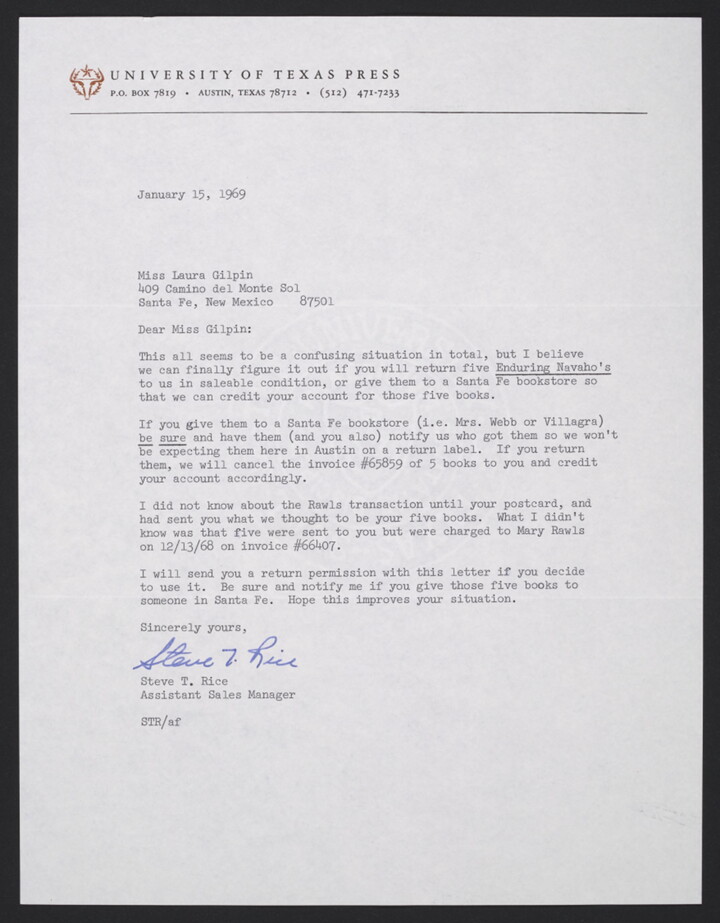 UNIVERSITY OF TEXAS PRESS
P.O. BOX 7819 • AUSTIN, TEXAS 78712 • (512) 471-7233
January 15, 1969
Miss Laura Gilpin
409 Camino del Monte Sol
Santa Fe, New Mexico 87501
Dear Miss Gilpin:
This all seems to be a confusing situation in total, but I believe
we can finally figure it out if you will return five Enduring Navaho's
to us in saleable condition, or give them to a Santa Fe bookstore so
that we can credit your account for those five books.
If you give them to a Santa Fe bookstore (i.e. Mrs. Webb or Villagra)
be sure and have them (and you also) notify us who got them so we won't
be expecting them here in Austin on a return label. If you return
them, we will cancel the invoice #65859 of 5 books to you and credit
your account accordingly.
I did not know about the Rawls transaction until your postcard, and
had sent you what we thought to be your five books. What I didn't
know was that five were sent to you but were charged to Mary Rawls
on 12/13/68 on invoice #66407.
I will send you a return permission with this letter if you decide
to use it. Be sure and notify me if you give those five books to
someone in Santa Fe. Hope this improves your situation.
Sincerely yours,
Steve T. Rice
Steve T. Rice
Assistant Sales Manager
STR/af